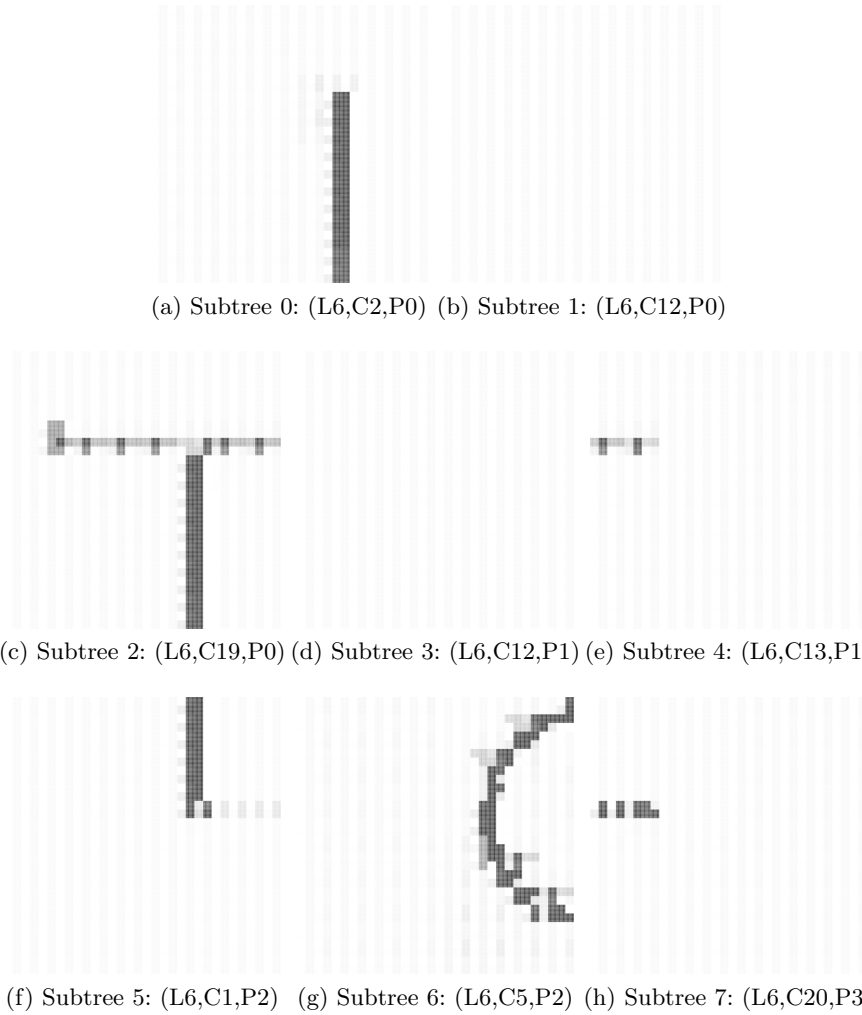 (a) Subtree 0: (L6,C2,P0) (b) Subtree 1: (L6,C12,P0)
(c) Subtree 2: (L6,C19,P0) (d) Subtree 3: (L6,C12,P1) (e) Subtree 4: (L6,C13,P1
(f) Subtree 5: (L6,C1,P2) (g) Subtree 6: (L6,C5,P2) (h) Subtree 7: (L6,C20,P3